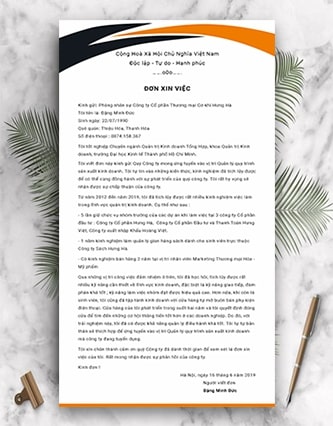 Cộng Hoà Xã Hội Chủ Nghĩa Việt Nam
Độc lập - Tự do - Hạnh phúc
-- -- oOo -- --
ĐƠN XIN VIỆC
Kính gửi: Phòng nhân sự Công ty Cổ Phần Thương mại Cơ khí Hưng Hà
Tôi tên là: Đặng Minh Đức
Sinh ngày: 22/07/1990
Quê quán: Thiệu Hóa, Thanh Hóa
Số điện thoại : 0674.158.367
Tôi tốt nghiệp Chuyên ngành Quản trị Kinh doanh Tổng Hợp, khoa Quản trị Kinh
doanh, trường Đại học Kinh tế Thành phố Hồ Chí Minh.
Tôi viết đơn này kính gửi Quý Công ty mong ứng tuyển vào vị trí Quản lý quy trình
sản xuất kinh doanh. Tôi tự tin vào những kiến thức, kinh nghiệm đã tích lũy được
để có thể cùng đồng hành với sự phát triển của quý công ty. Tôi rất hy vọng sẽ
nhận được sự chấp thuận của công ty.
Từ năm 2012 đến năm 2019, tôi đã tích lũy được rất nhiều kinh nghiệm việc làm
trong lĩnh vực quản trị kinh doanh. Cụ thể như sau :
- 5 lần giữ chức vụ nhóm trưởng của các dự án khi làm việc tại 3 công ty Cổ phần
đầu tư : Công ty Cổ phần Hưng Hà, Công ty Cổ phần Đầu tư và Thanh Toán Hưng
Việt, Công ty xuất nhập khẩu Hoàng Việt.
- 1 năm kinh nghiệm làm quản lý gian hàng sách dành cho sinh viên trực thuộc
Công ty Sách Hưng Hà.
- Có kinh nghiệm bán hàng 2 năm tại vị trí nhân viên Marketing Thương mại Hóa -
Mỹ phẩm.
Quá những vị trí công việc đảm nhiệm ở trên, tôi đã học hỏi, tích lũy được rất
nhiều kỹ năng cần thiết về lĩnh vực kinh doanh, đặc biệt là kỹ năng giao tiếp, đàm
phán khá tốt , kỹ năng làm việc nhóm đạt được hiệu quả cao. Hơn nữa, khi còn là
sinh viên, tôi cũng đã tập tành kinh doanh với cửa hàng tự mở buôn bán phụ kiện
điện thoại. Cửa hàng của tôi phát triển trong suốt hai năm và tôi quyết định đóng
cửa để tìm đến những cơ hội thăng tiến tốt hơn ở các doanh nghiệp. Do đó, với
trải nghiệm này, tôi đã có được khả năng quản lý điều hành khá tốt. Tôi tự tự bản
thân sẽ thích hợp để ứng tuyển vào vị trí Quản lý quy trình sản xuất kinh doanh
mà công ty đang tuyển dụng.
Tôi xin chân thành cảm ơn quý Công ty đã dành thời gian để xem xét lá đơn xin
việc của tôi. Rất mong nhận được sự phản hồi của công ty.
Kính đơn !
Hà Nội, ngày 16 tháng 6 năm 2019
Người viết đơn
Đặng Minh Đức